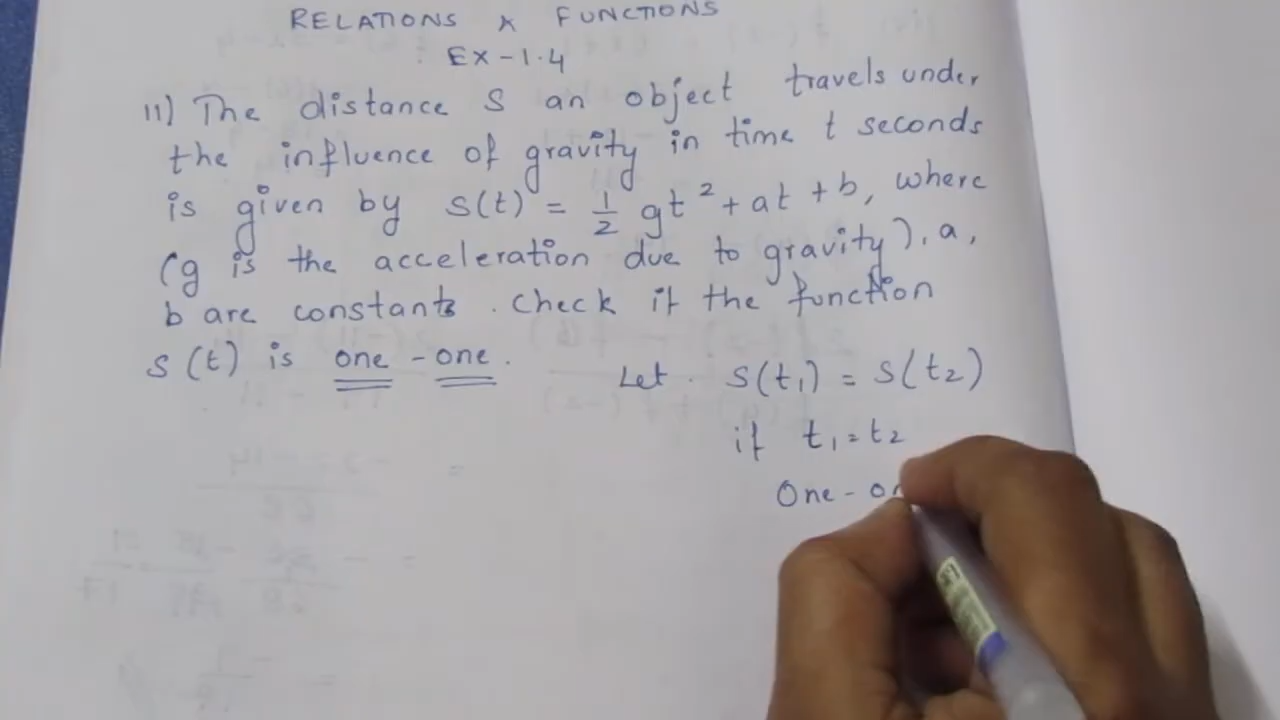 RELATIONS & FUNCTIONS
EX-1.4
11) The distance S an object travels under
the influence of gravity in time t seconds
is given by S(t) = 1/2 gt² + at + b, where
(g is the acceleration due to gravity), a,
b are constants. Check if the function
S(t) is one-one.
Let S(t₁) = S(t₂)
if t₁ = t₂
One-on